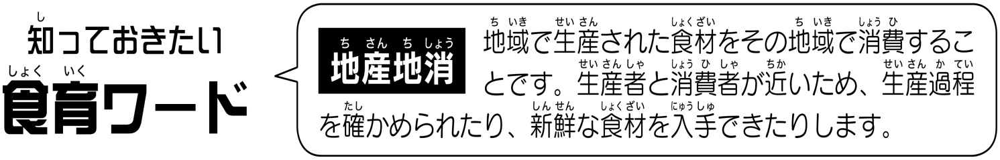 知っておきたい
食育ワード
地産地消
地域で生産された食材をその地域で消費するこ
とです。生産者と消費者が近いため、生産過程
を確かめられたり、新鮮な食材を入手できたりします。